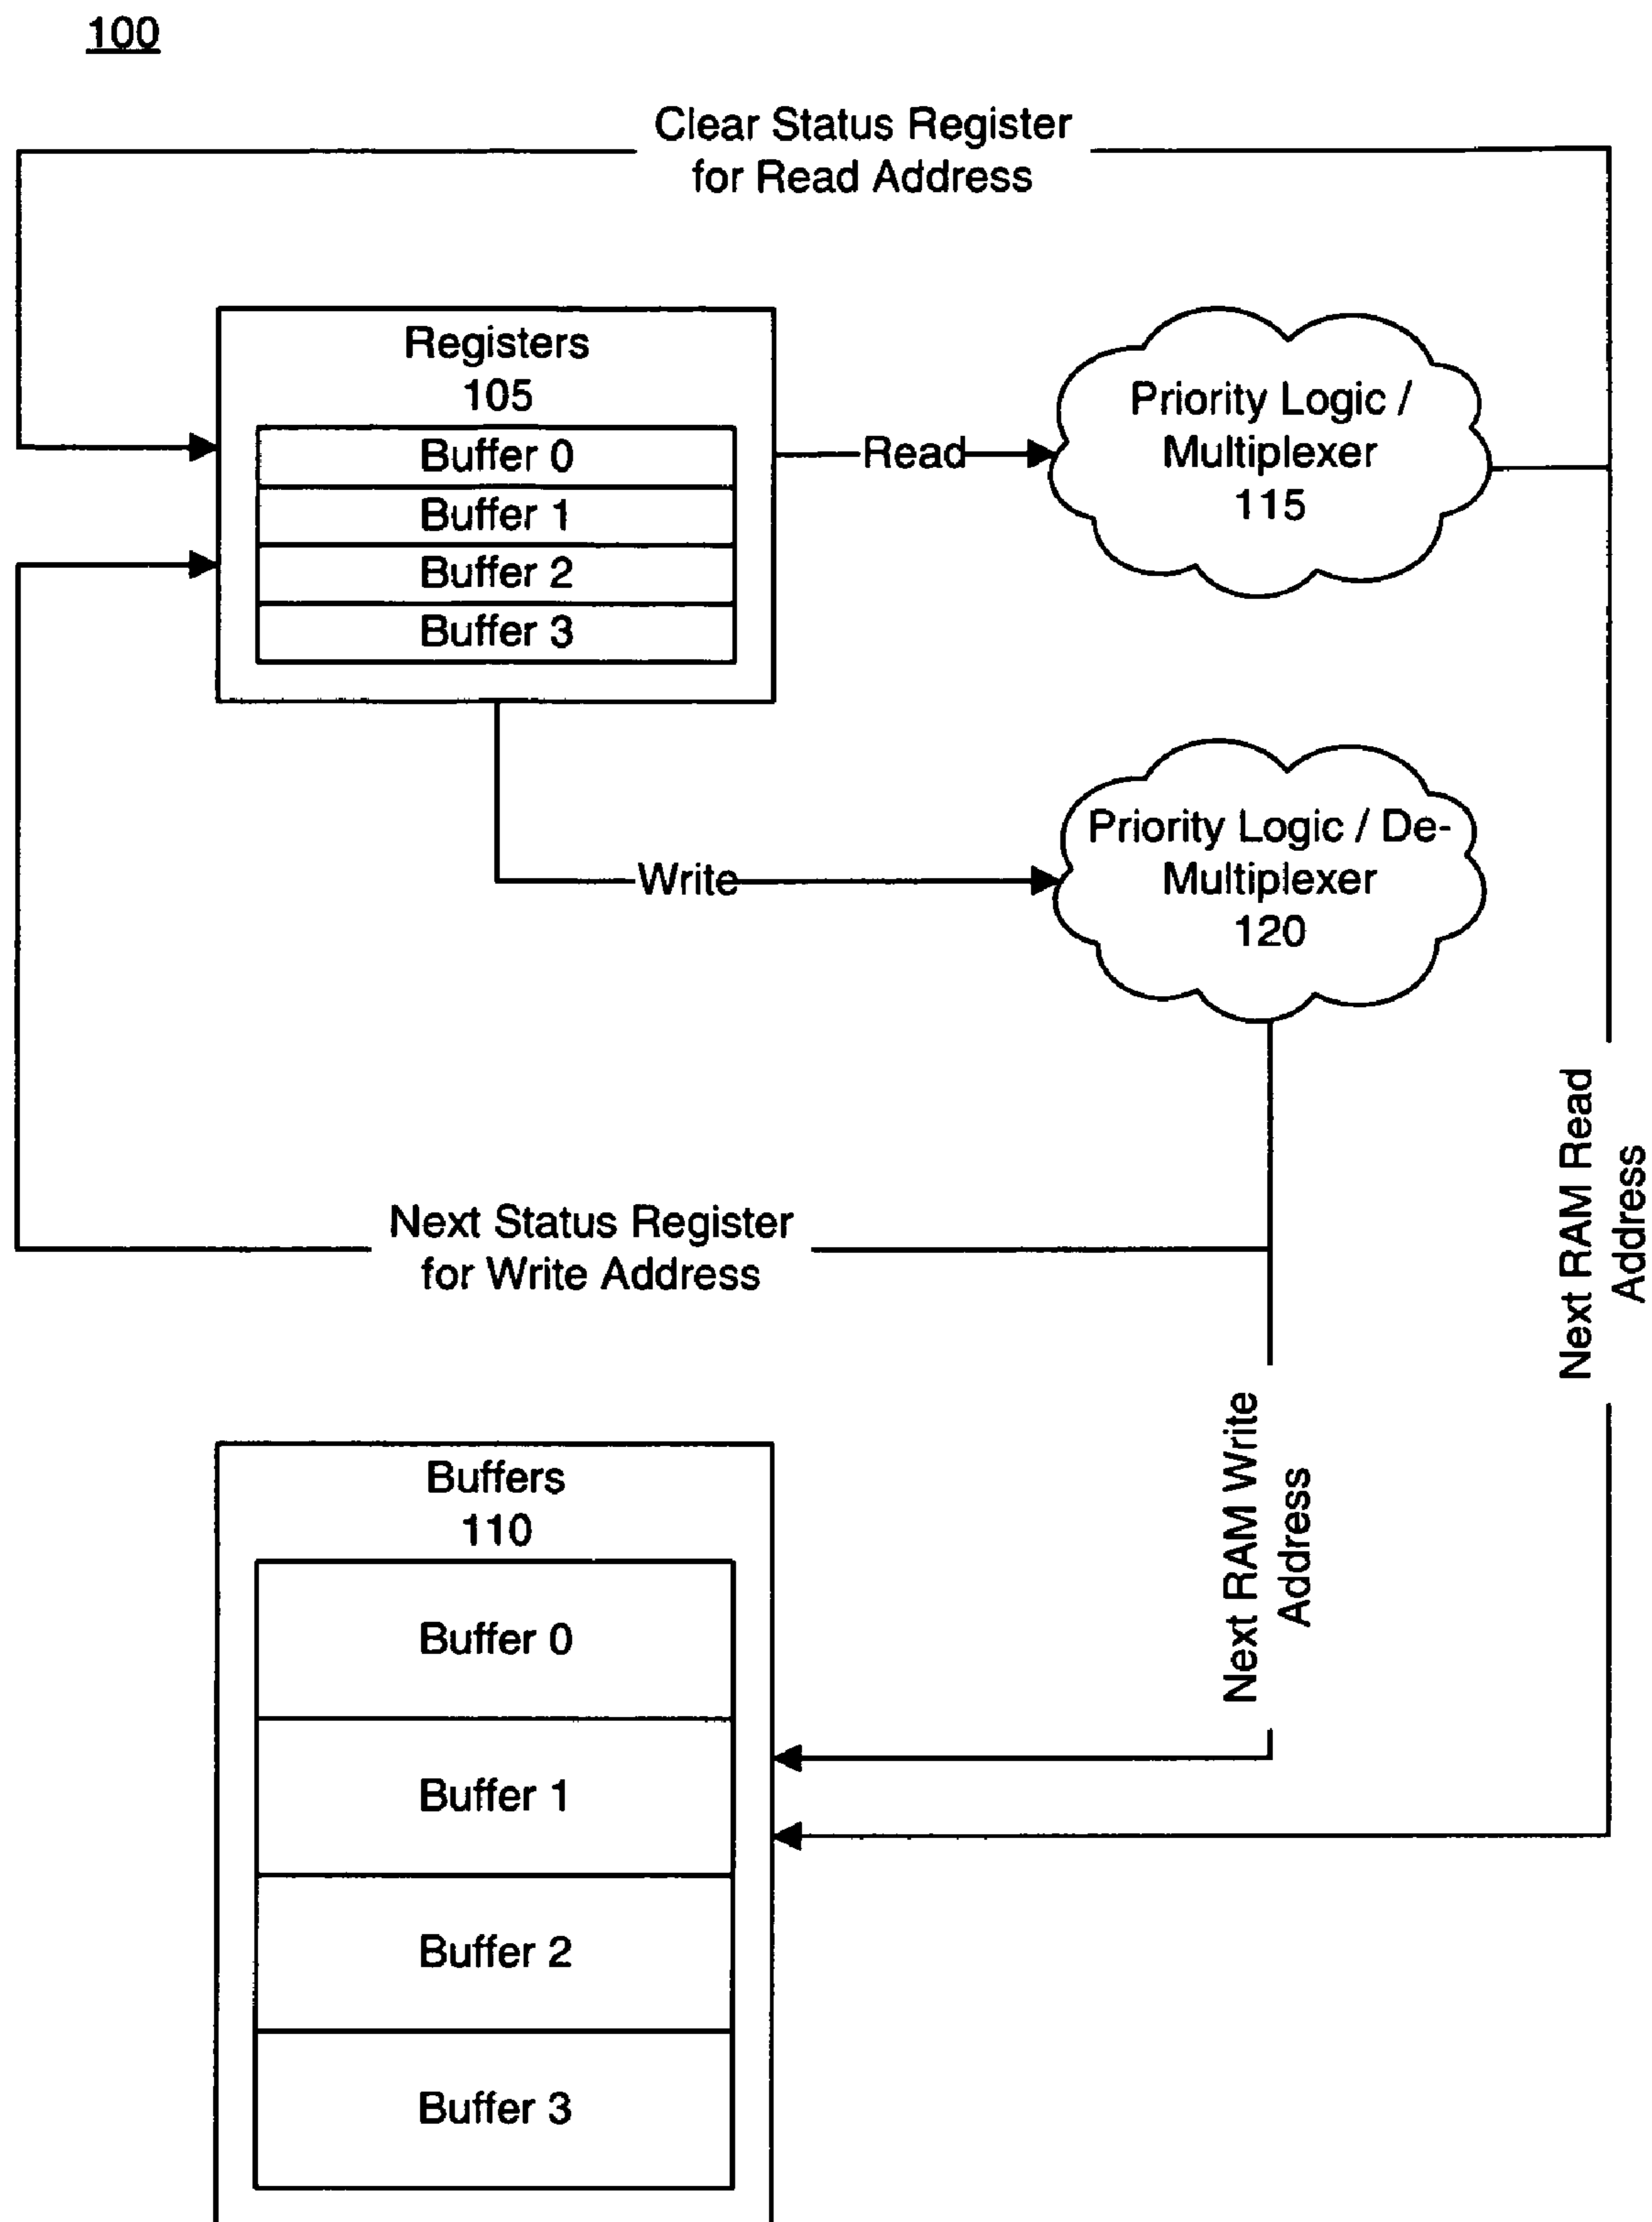 100
Clear Status Register
for Read Address
Registers
105
Buffer 0
Buffer 1
Buffer 2
Buffer 3
Read
Priority Logic /
Multiplexer
115
Write
Priority Logic / De-
Multiplexer
120
Next Status Register
for Write Address
Next RAM Read
Address
Next RAM Write
Address
Buffers
110
Buffer 0
Buffer 1
Buffer 2
Buffer 3